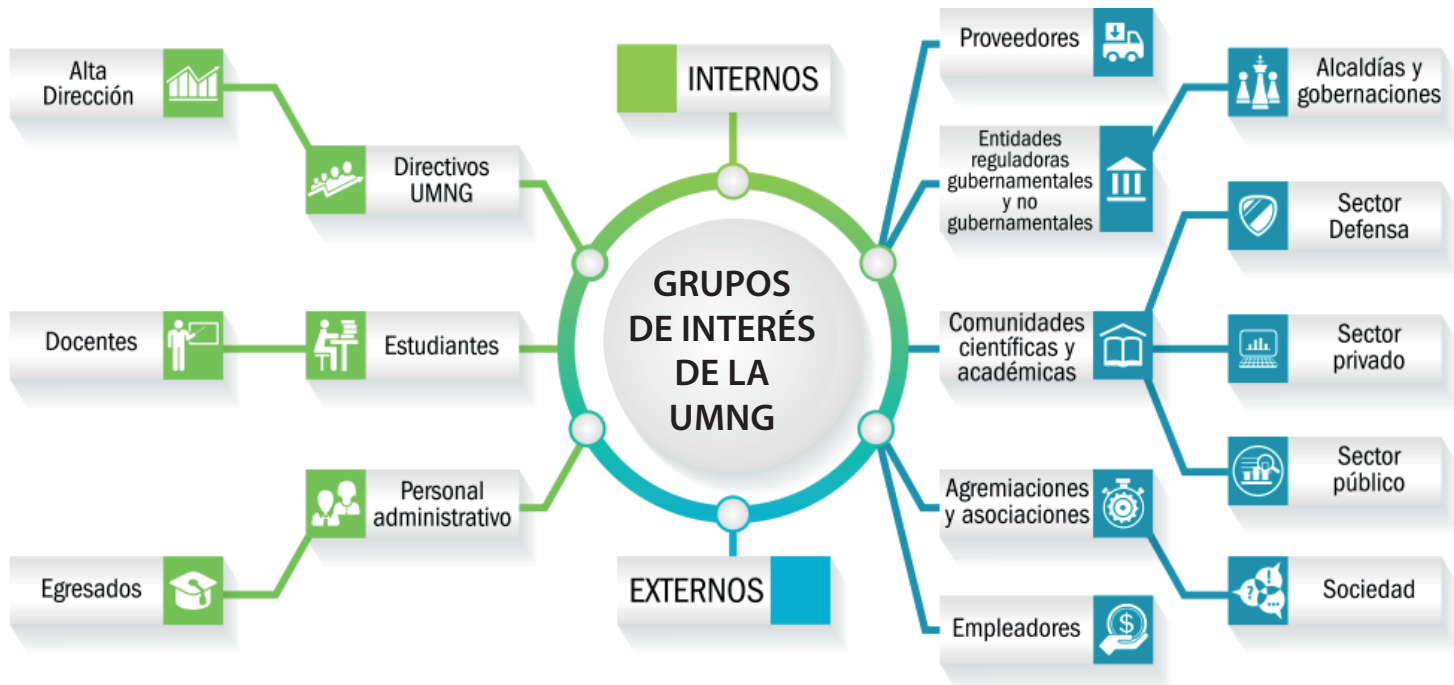 Alta
Dirección
Directivos
UMNG
Docentes
Estudiantes
Personal
administrativo
Egresados
INTERNOS
GRUPOS
DE INTERÉS
DE LA
UMNG
EXTERNOS
Proveedores
Entidades
reguladoras
gubernamentales
y no
gubernamentales
Comunidades
científicas y
académicas
Agremiaciones
y asociaciones
Empleadores
$
Alcaldías y
gobernaciones
Sector
Defensa
Sector
privado
Sector
público
Sociedad
!
?
...